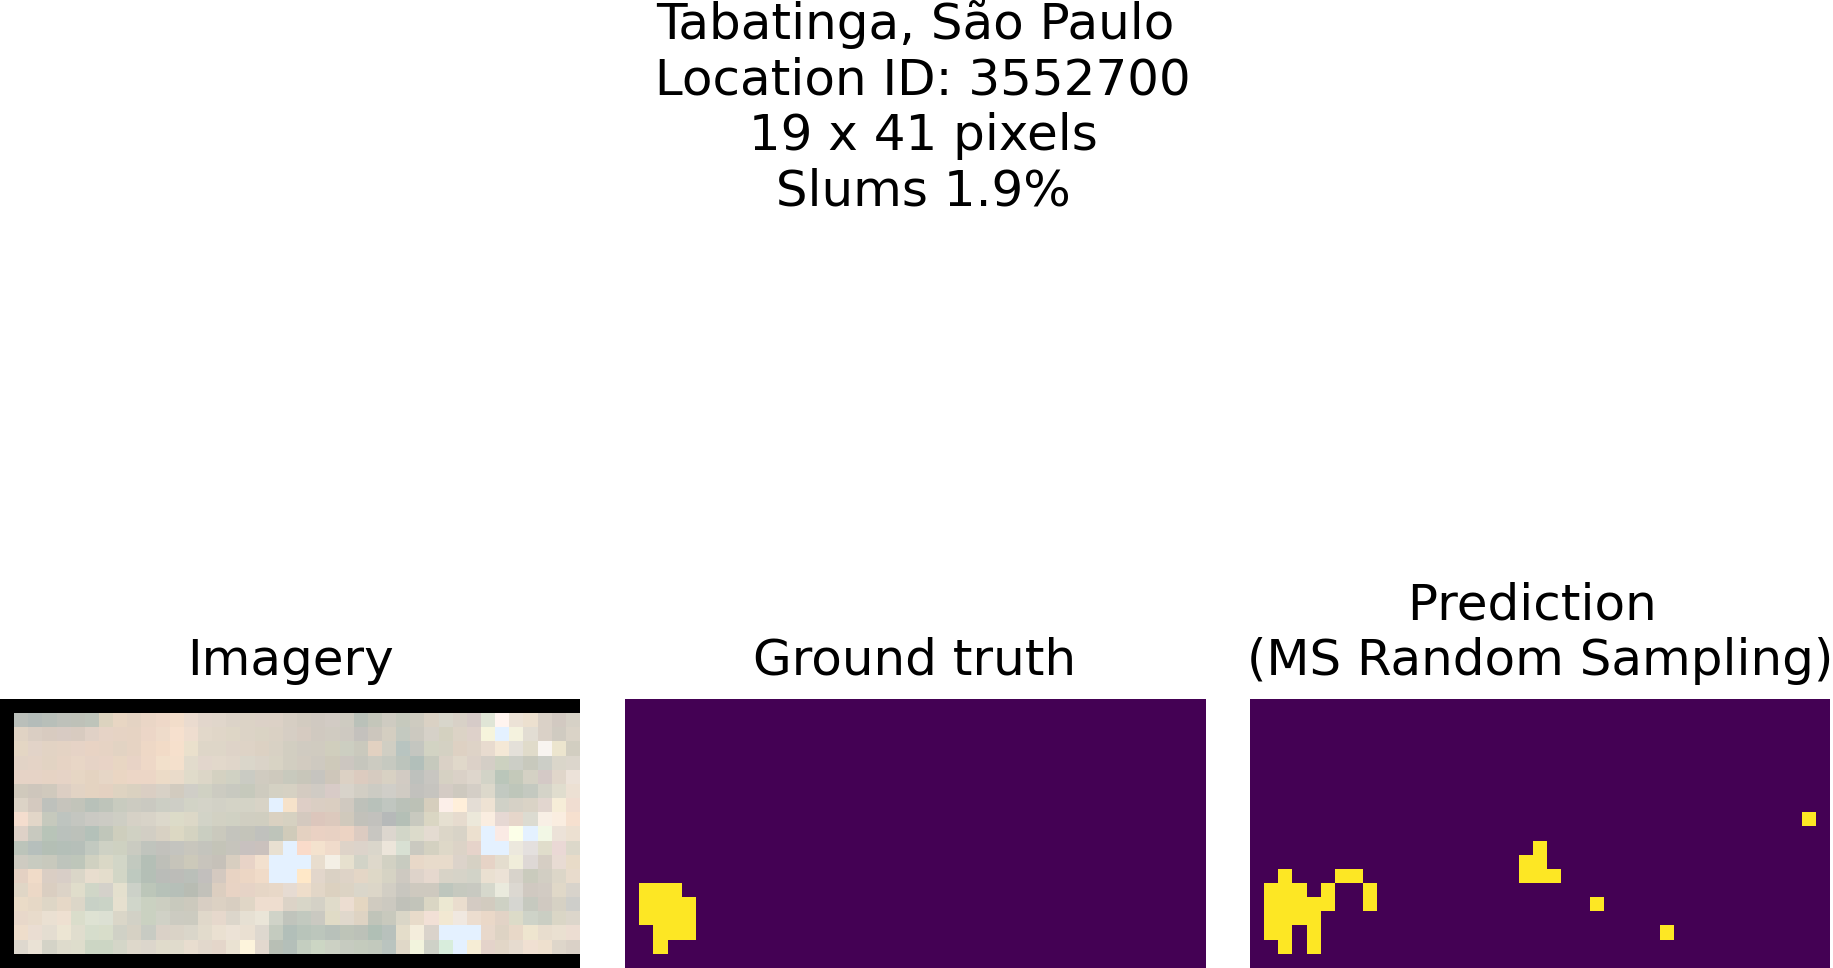 Tabatinga, São Paulo
Location ID: 3552700
19 x 41 pixels
Slums 1.9%
Imagery
Ground truth
Prediction
(MS Random Sampling)